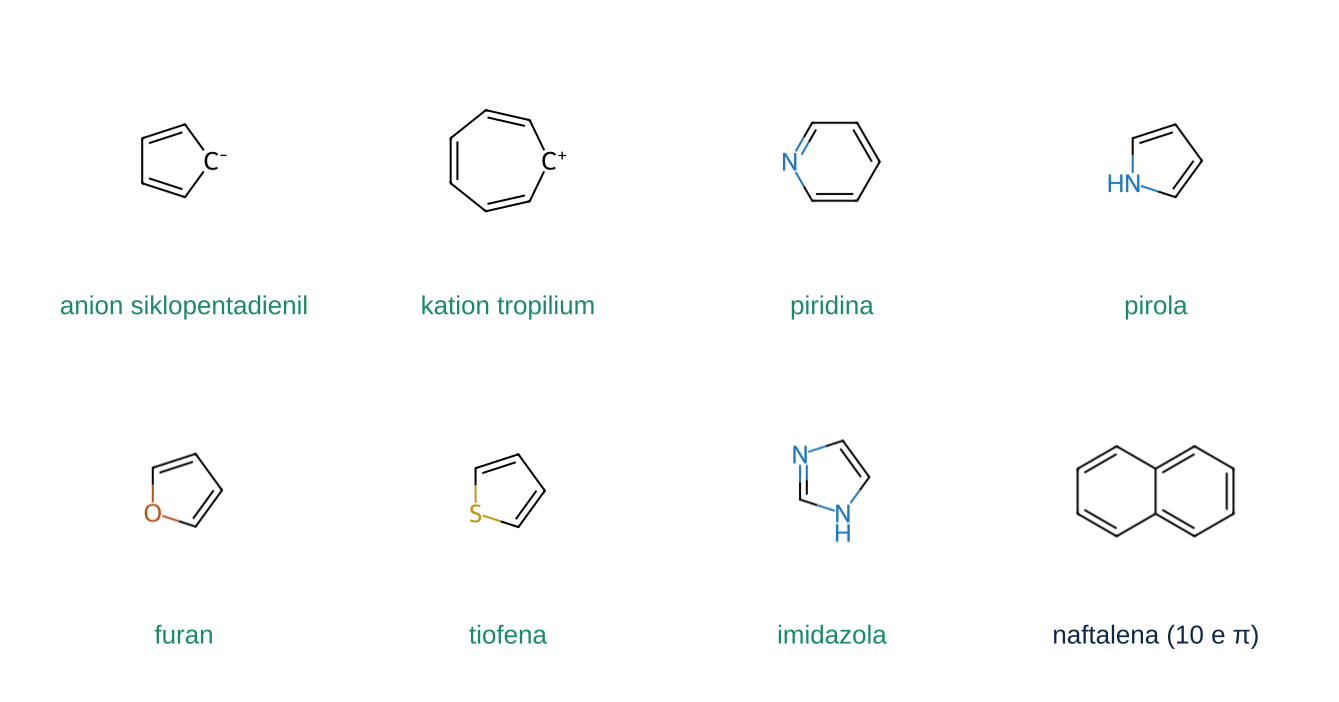 C⁻
C⁺
N
HN
anion siklopentadienil
kation tropilium
piridina
pirola
O
S
N
N
H
furan
tiofena
imidazola
naftalena (10 e π)